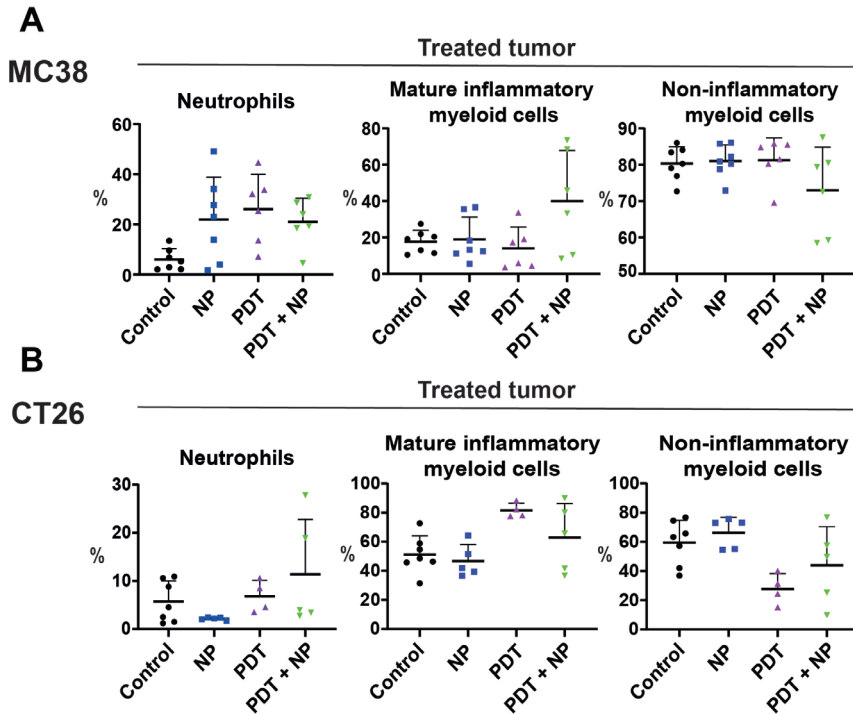 A
MC38
Treated tumor
Neutrophils
60
40
20
0
%
Control
NP
PDT
PDT + NP
Mature inflammatory
myeloid cells
80
60
40
20
0
%
Control
NP
PDT
PDT + NP
Non-inflammatory
myeloid cells
90
80
70
60
50
%
Control
NP
PDT
PDT + NP
B
CT26
Treated tumor
Neutrophils
30
20
10
0
%
Control
NP
PDT
PDT + NP
Mature inflammatory
myeloid cells
100
80
60
40
20
0
%
Control
NP
PDT
PDT + NP
Non-inflammatory
myeloid cells
100
80
60
40
20
0
%
Control
NP
PDT
PDT + NP